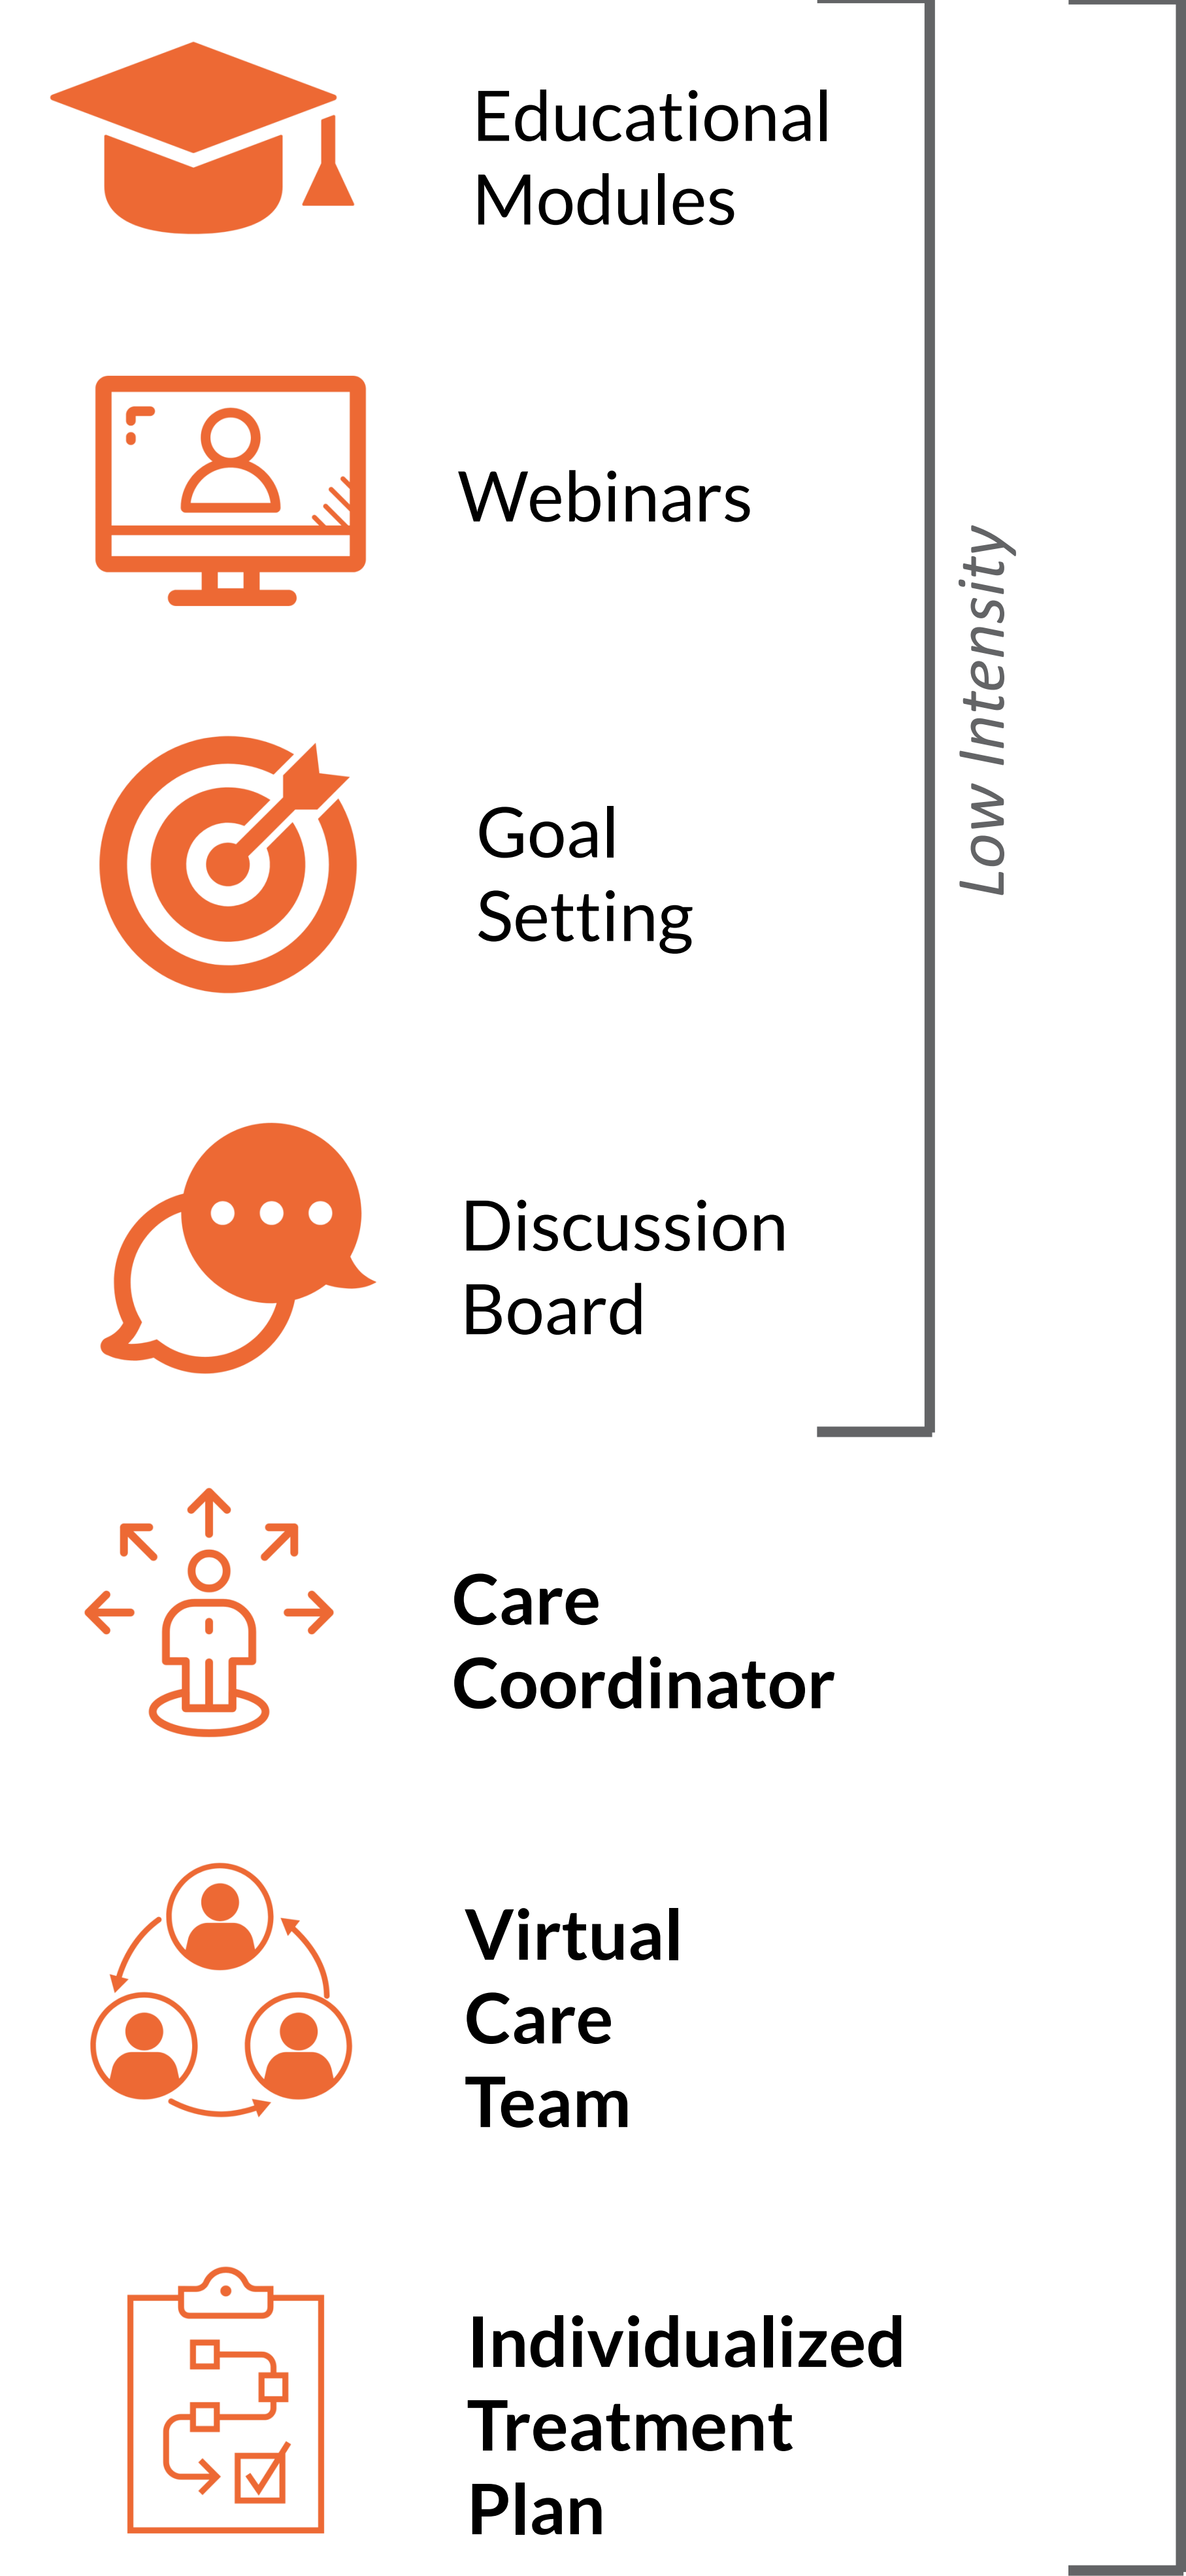 Educational
Modules
Webinars
Goal
Setting
Discussion
Board
Low Intensity
Care
Coordinator
Virtual
Care
Team
Individualized
Treatment
Plan